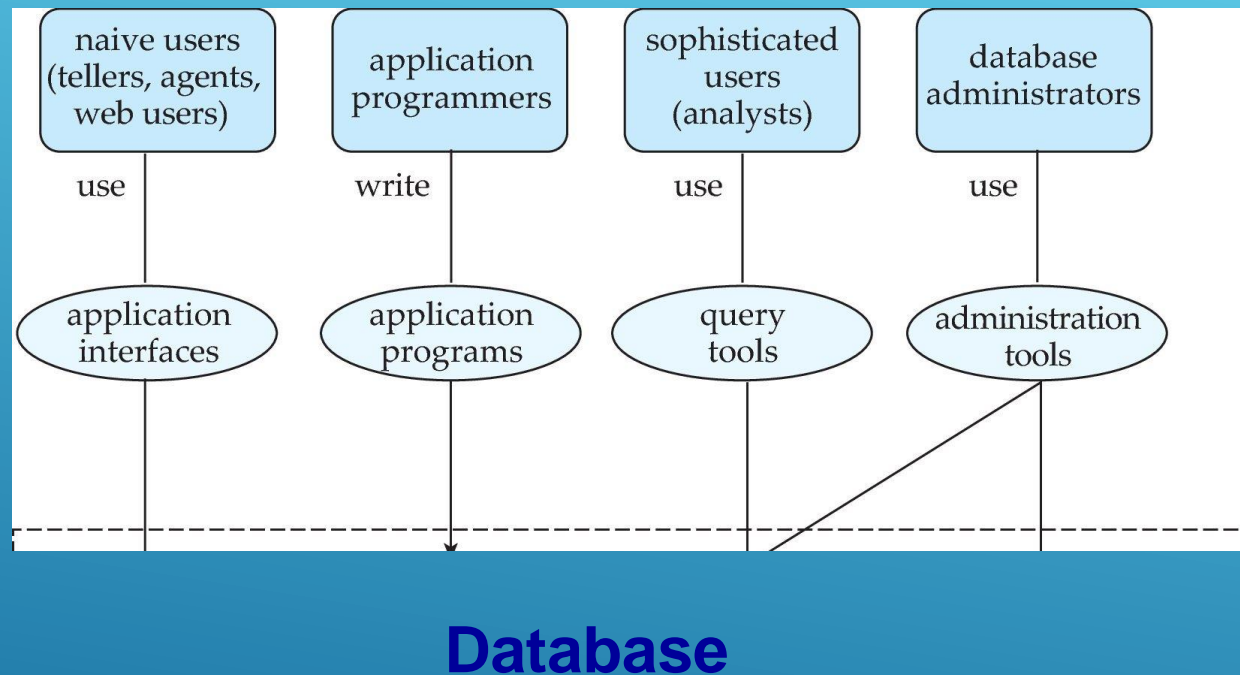 naive users
(tellers, agents,
web users)
application
programmers
sophisticated
users
(analysts)
database
administrators
use
write
use
use
application
interfaces
application
programs
query
tools
administration
tools
Database